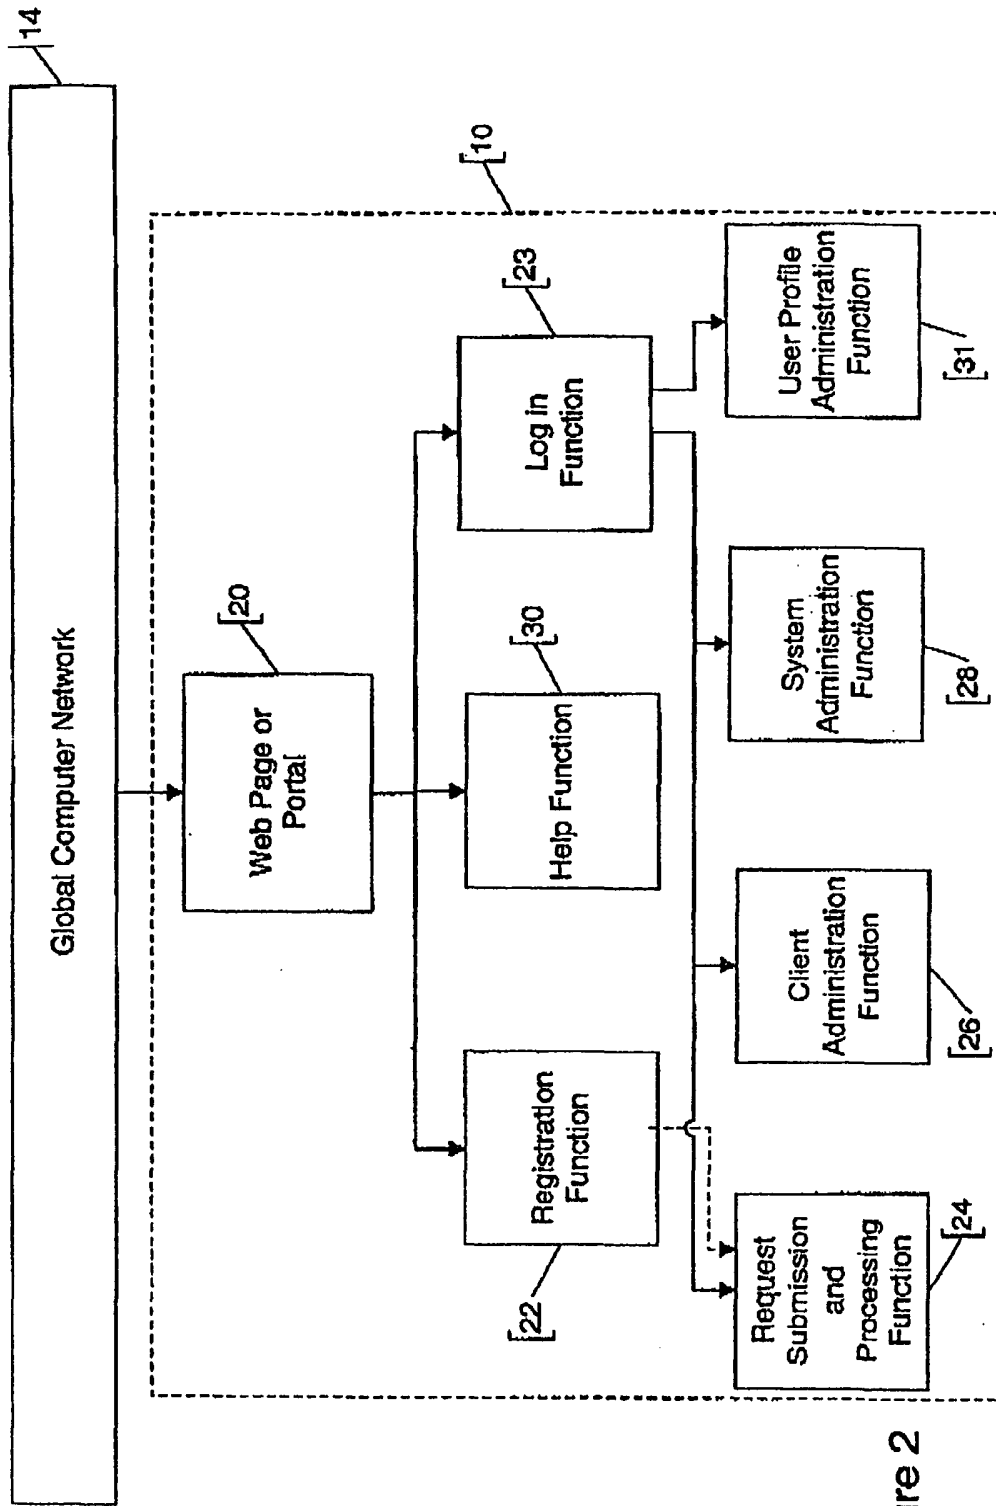 Global Computer Network
[14
[10
Web Page or
Portal
[20
Registration
Function
[22
Help Function
[30
Log in
Function
[23
Request
Submission
and
Processing
Function
[24
Client
Administration
Function
[26
System
Administration
Function
[28
User Profile
Administration
Function
[31
re 2